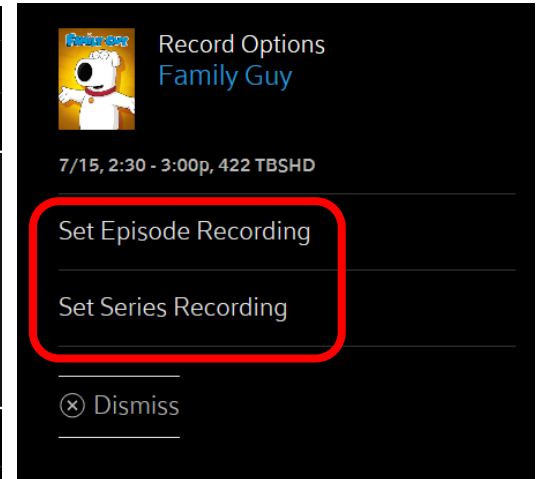 FAMILY GUY
Record Options
Family Guy
7/15, 2:30 - 3:00p, 422 TBSHD
Set Episode Recording
Set Series Recording
Dismiss